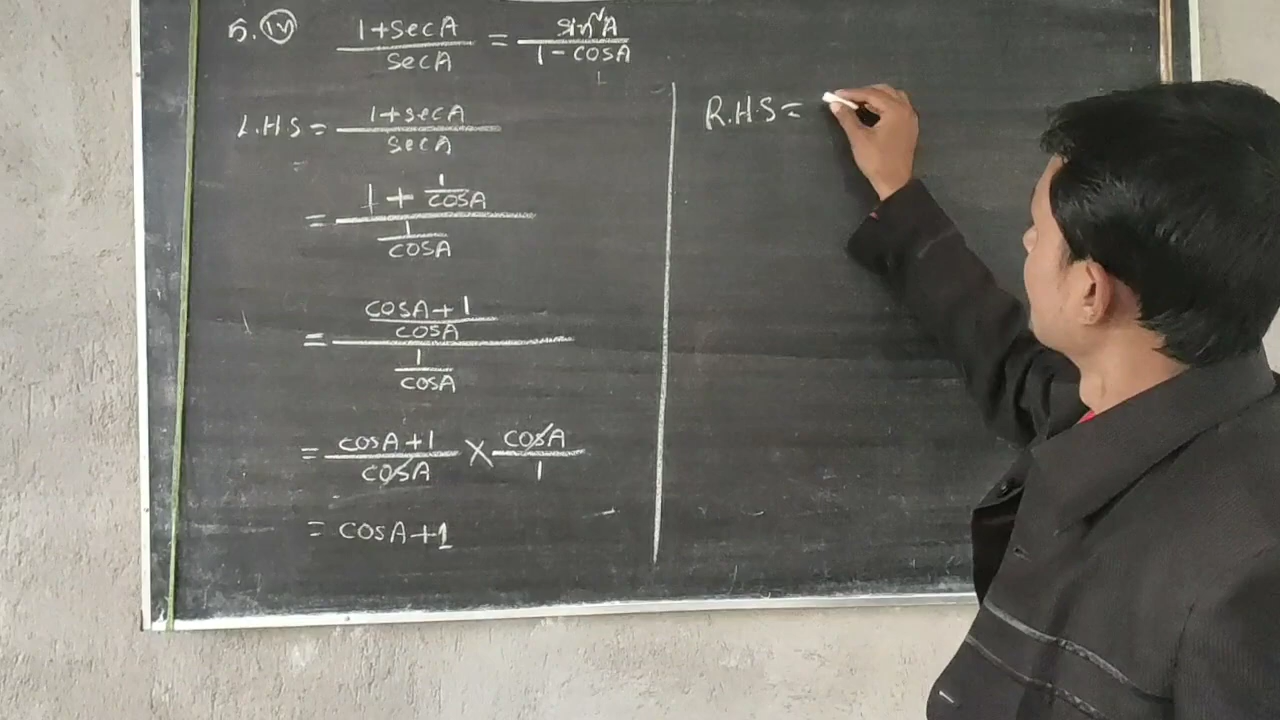 5. (iv) (1+secA)/(secA) = (sin²A)/(1-cosA)
L.H.S = (1+secA)/(secA)
= (1 + 1/cosA)/(1/cosA)
= ((cosA+1)/cosA)/(1/cosA)
= (cosA+1)/(cosA) × (cosA)/1
= cosA+1
R.H.S =